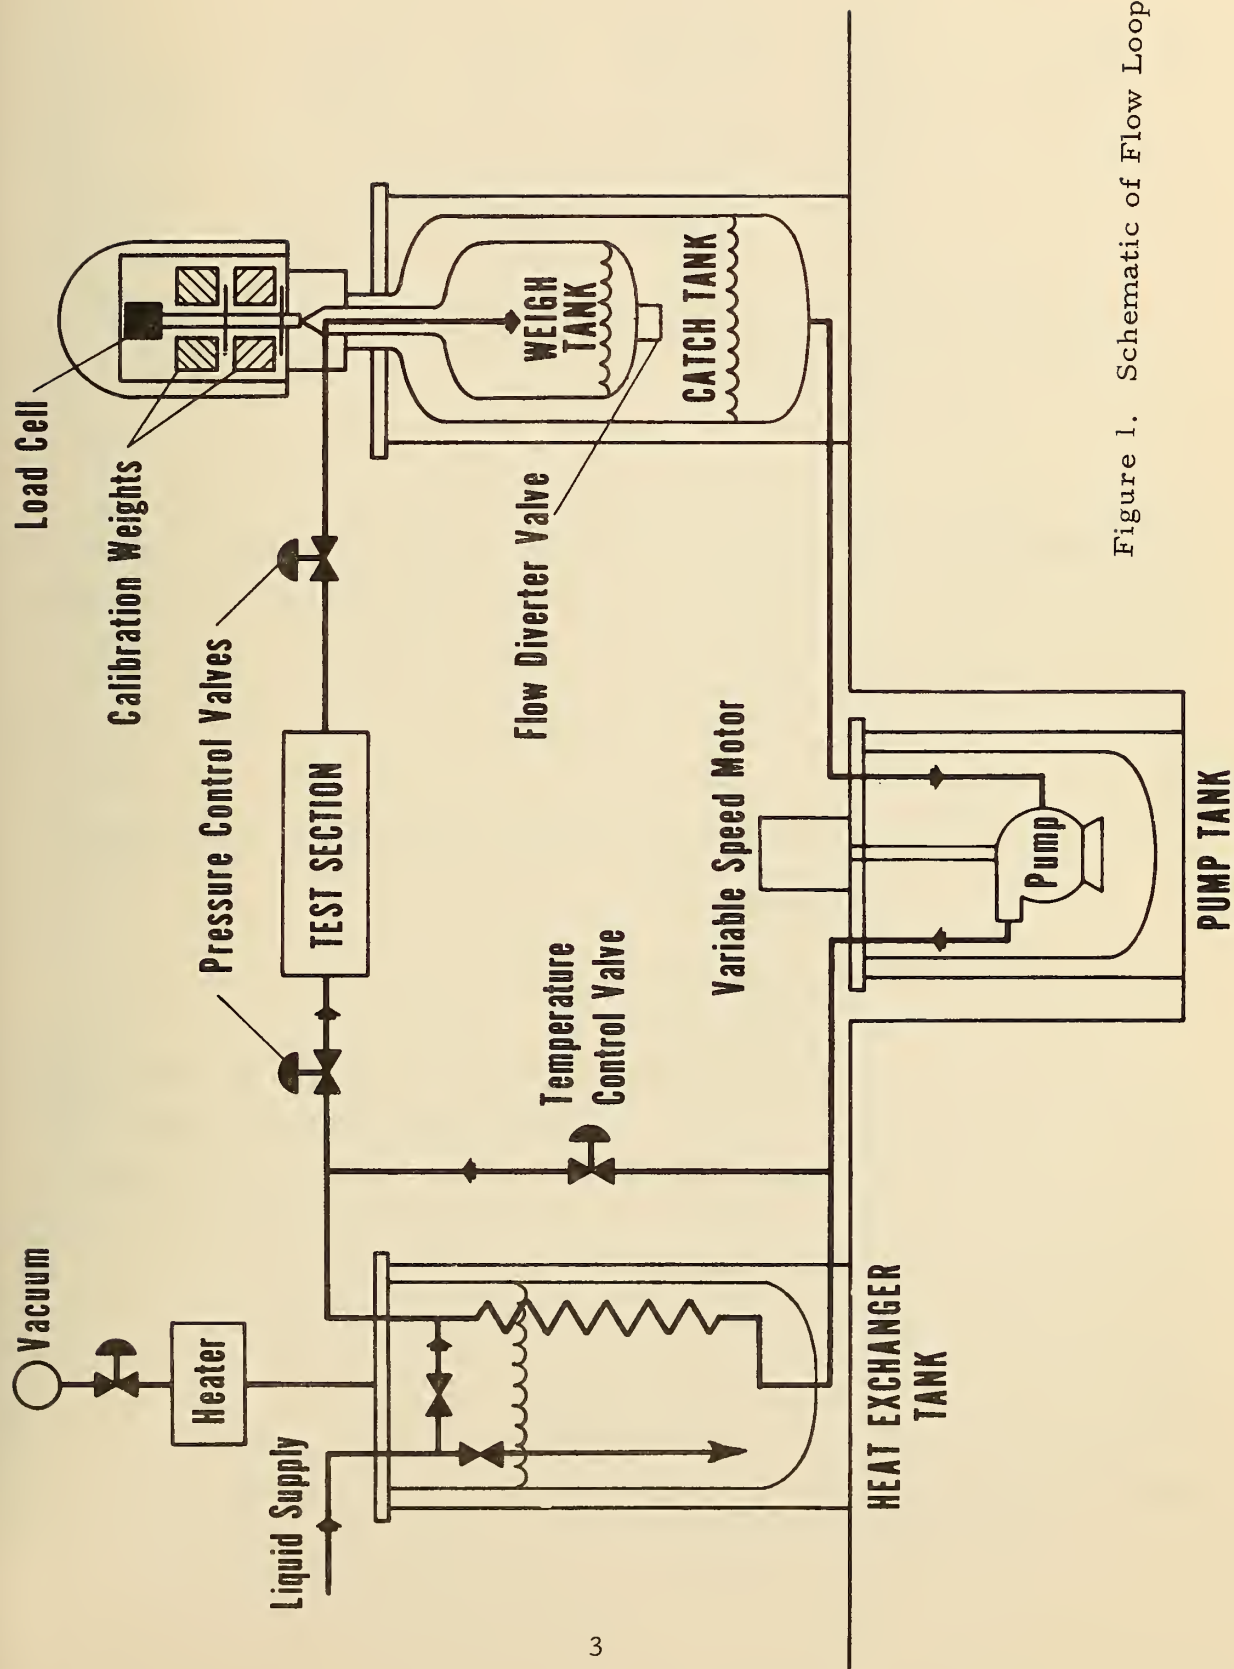 Load Cell
Calibration Weights
Pressure Control Valves
TEST SECTION
WEIGH
TANK
CATCH TANK
Flow Diverter Valve
Variable Speed Motor
Temperature
Control Valve
Vacuum
Heater
Liquid Supply
HEAT EXCHANGER
TANK
Pump
PUMP TANK
Figure 1. Schematic of Flow Loop
3